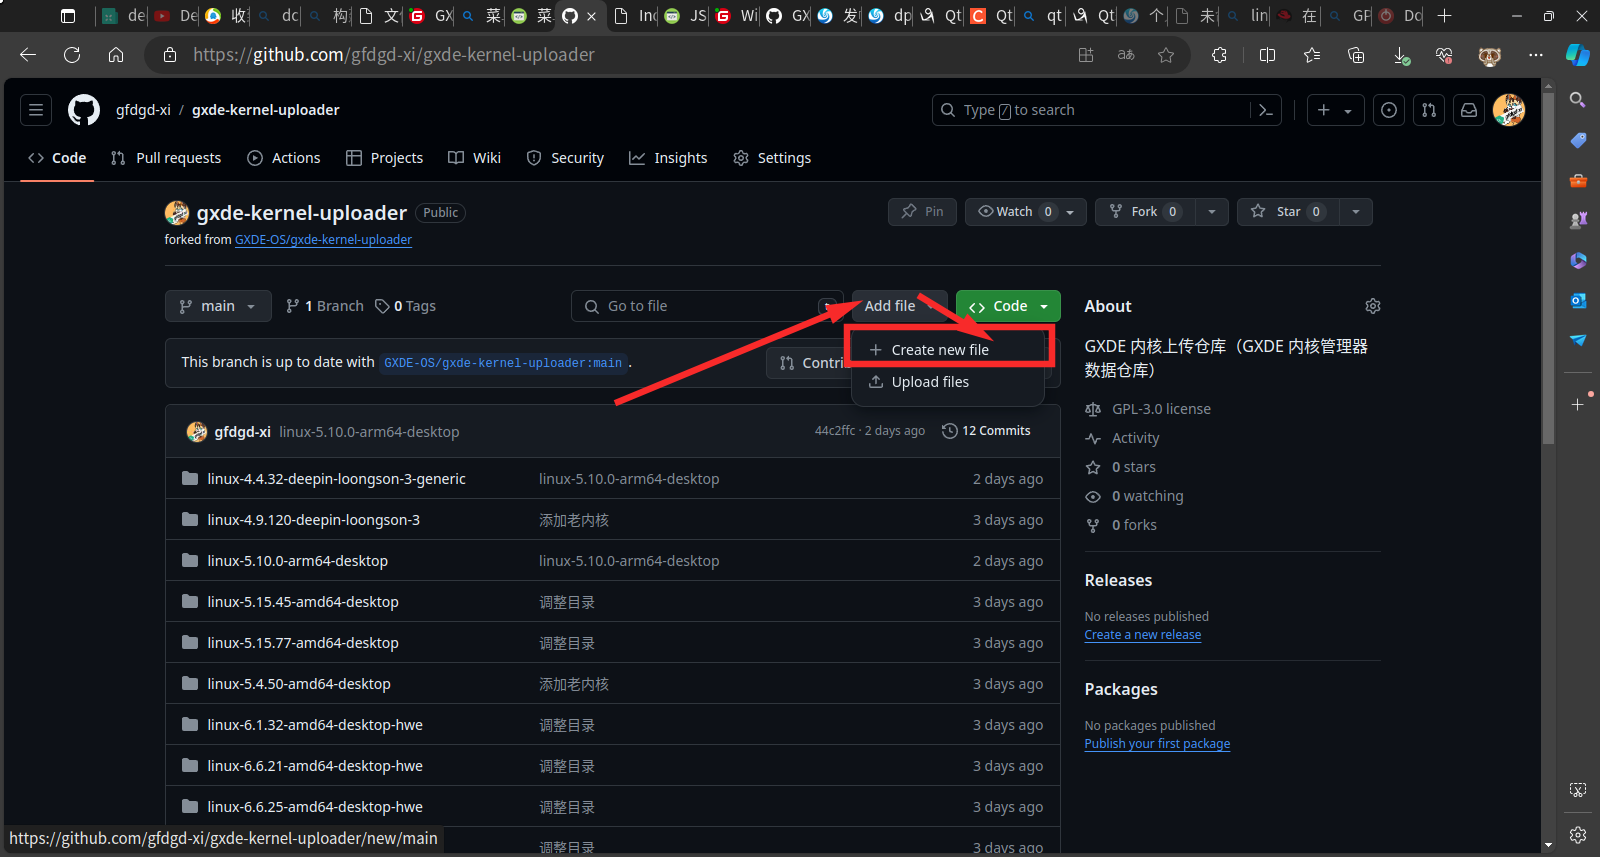 de
De
收
dc
构
文
GX
菜
菜
In
JS
Wi
GX
发
dp
Qt
Qt
qt
Qt
个
未
lin
在
GF
Do
https://github.com/gfdgd-xi/gxde-kernel-uploader
gfdgd-xi / gxde-kernel-uploader
Type / to search
Code
Pull requests
Actions
Projects
Wiki
Security
Insights
Settings
gxde-kernel-uploader Public
Pin
Watch 0
Fork 0
Star 0
forked from GXDE-OS/gxde-kernel-uploader
main
1 Branch
0 Tags
Go to file
Add file
Code
Create new file
Upload files
This branch is up to date with GXDE-OS/gxde-kernel-uploader:main .
Contri
gfdgd-xi linux-5.10.0-arm64-desktop
44c2ffc · 2 days ago
12 Commits
linux-4.4.32-deepin-loongson-3-generic linux-5.10.0-arm64-desktop 2 days ago
linux-4.9.120-deepin-loongson-3 添加老内核 3 days ago
linux-5.10.0-arm64-desktop linux-5.10.0-arm64-desktop 2 days ago
linux-5.15.45-amd64-desktop 调整目录 3 days ago
linux-5.15.77-amd64-desktop 调整目录 3 days ago
linux-5.4.50-amd64-desktop 添加老内核 3 days ago
linux-6.1.32-amd64-desktop-hwe 调整目录 3 days ago
linux-6.6.21-amd64-desktop-hwe 调整目录 3 days ago
linux-6.6.25-amd64-desktop-hwe 调整目录 3 days ago
调整目录 3 days ago
About
GXDE 内核上传仓库（GXDE 内核管理器
数据仓库）
GPL-3.0 license
Activity
0 stars
0 watching
0 forks
Releases
No releases published
Create a new release
Packages
No packages published
Publish your first package
https://github.com/gfdgd-xi/gxde-kernel-uploader/new/main